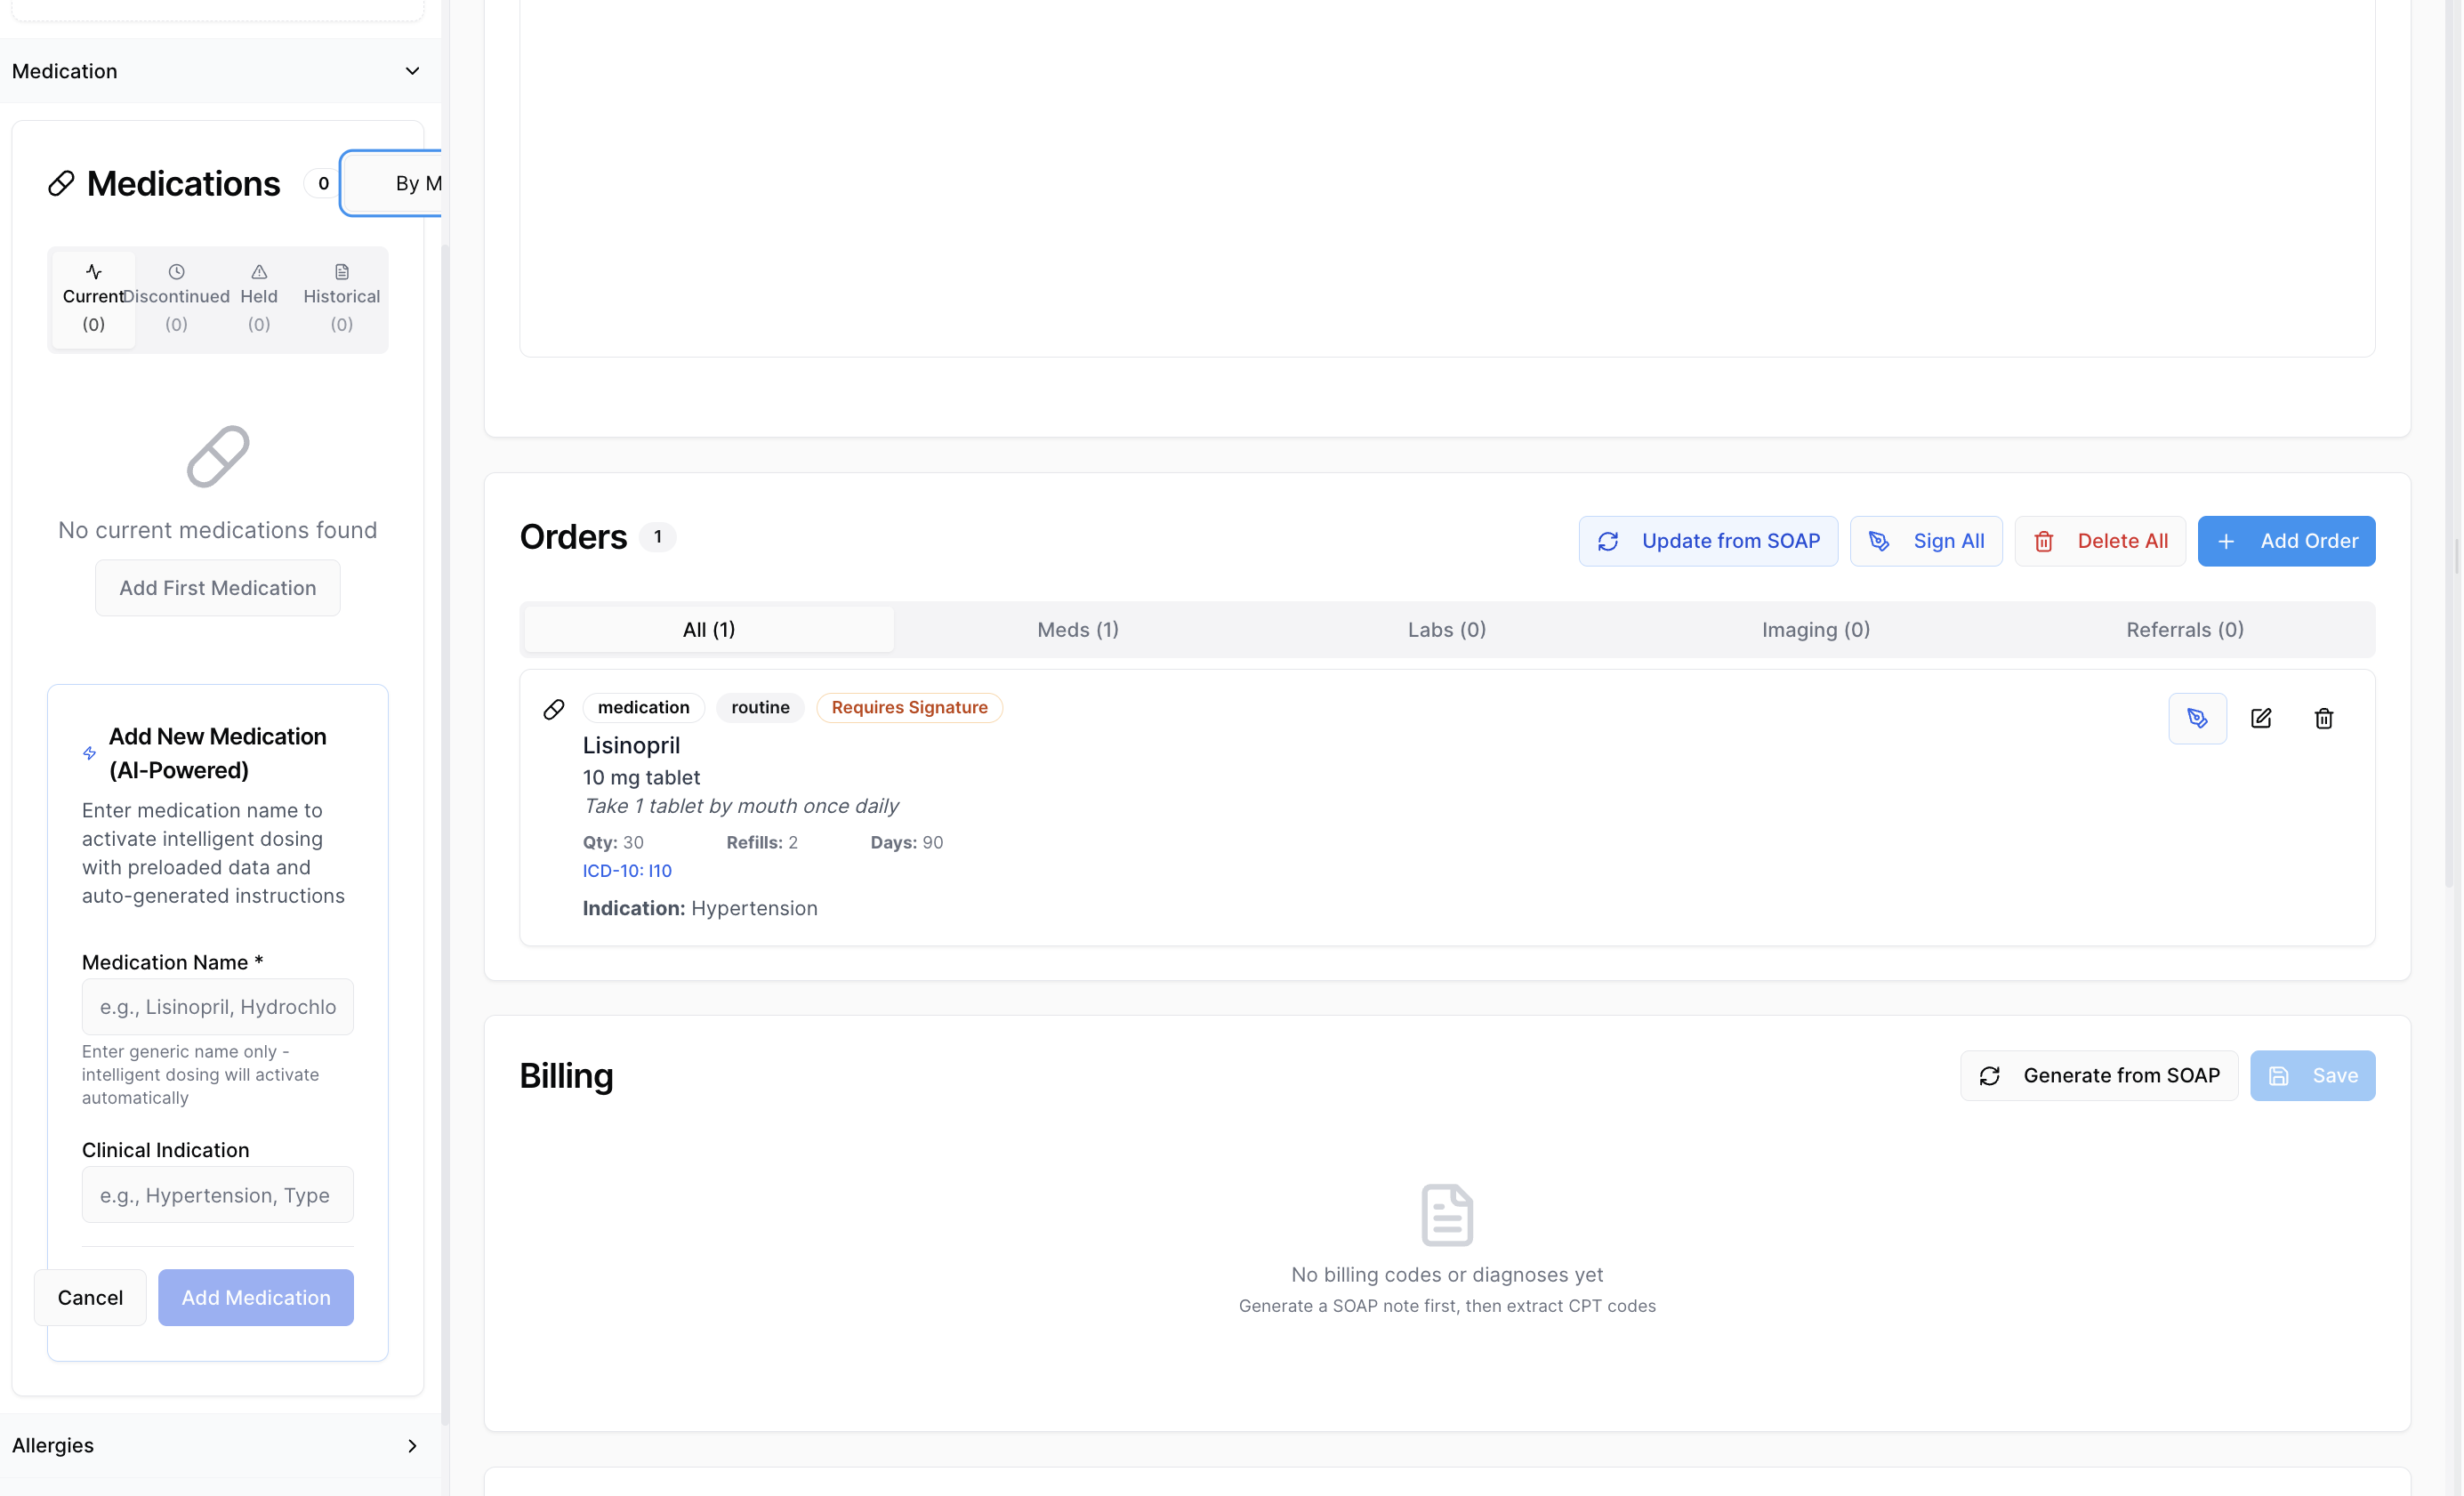 Medication
Medications
0
By M
Current
(0)
Discontinued
(0)
Held
(0)
Historical
(0)
No current medications found
Add First Medication
Add New Medication
(AI-Powered)
Enter medication name to
activate intelligent dosing
with preloaded data and
auto-generated instructions
Medication Name *
e.g., Lisinopril, Hydrochlo
Enter generic name only -
intelligent dosing will activate
automatically
Clinical Indication
e.g., Hypertension, Type
Cancel
Add Medication
Allergies
Orders 1
Update from SOAP
Sign All
Delete All
Add Order
All (1)
Meds (1)
Labs (0)
Imaging (0)
Referrals (0)
medication
routine
Requires Signature
Lisinopril
10 mg tablet
Take 1 tablet by mouth once daily
Qty: 30
Refills: 2
Days: 90
ICD-10: I10
Indication: Hypertension
Billing
Generate from SOAP
Save
No billing codes or diagnoses yet
Generate a SOAP note first, then extract CPT codes